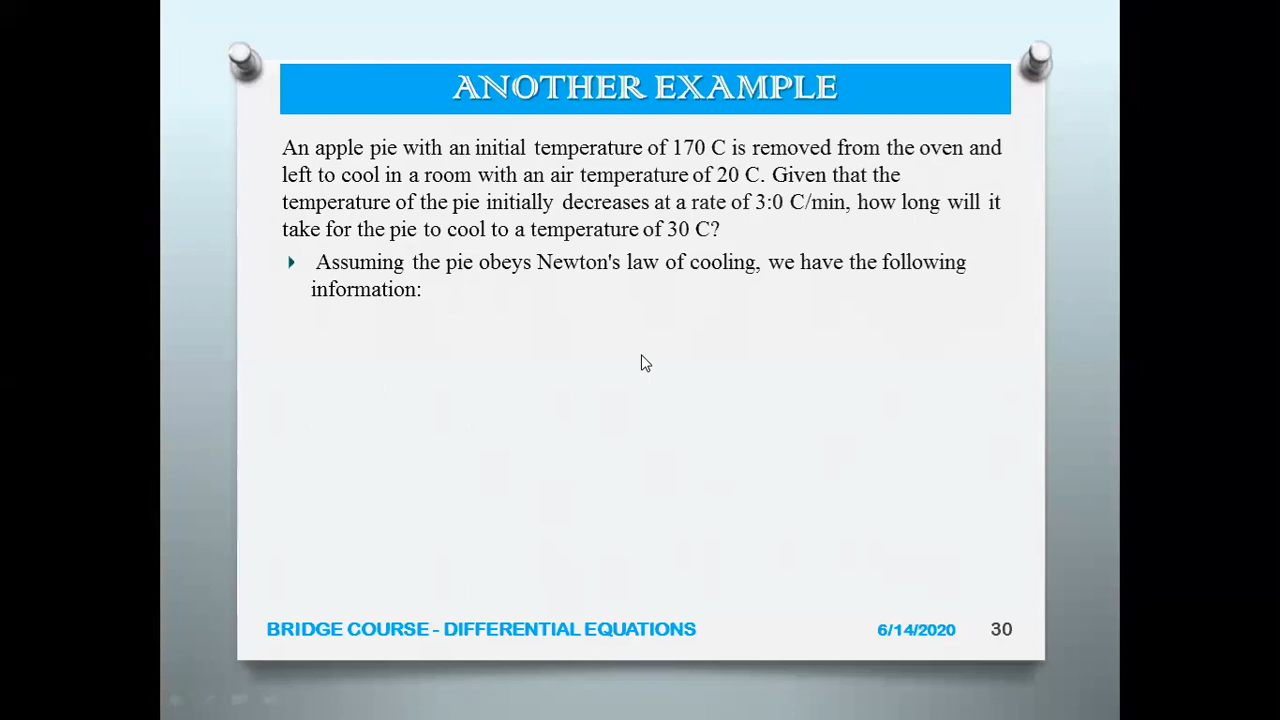 ANOTHER EXAMPLE
An apple pie with an initial temperature of 170 C is removed from the oven and
left to cool in a room with an air temperature of 20 C. Given that the
temperature of the pie initially decreases at a rate of 3:0 C/min, how long will it
take for the pie to cool to a temperature of 30 C?
Assuming the pie obeys Newton's law of cooling, we have the following
information:
BRIDGE COURSE - DIFFERENTIAL EQUATIONS 6/14/2020 30